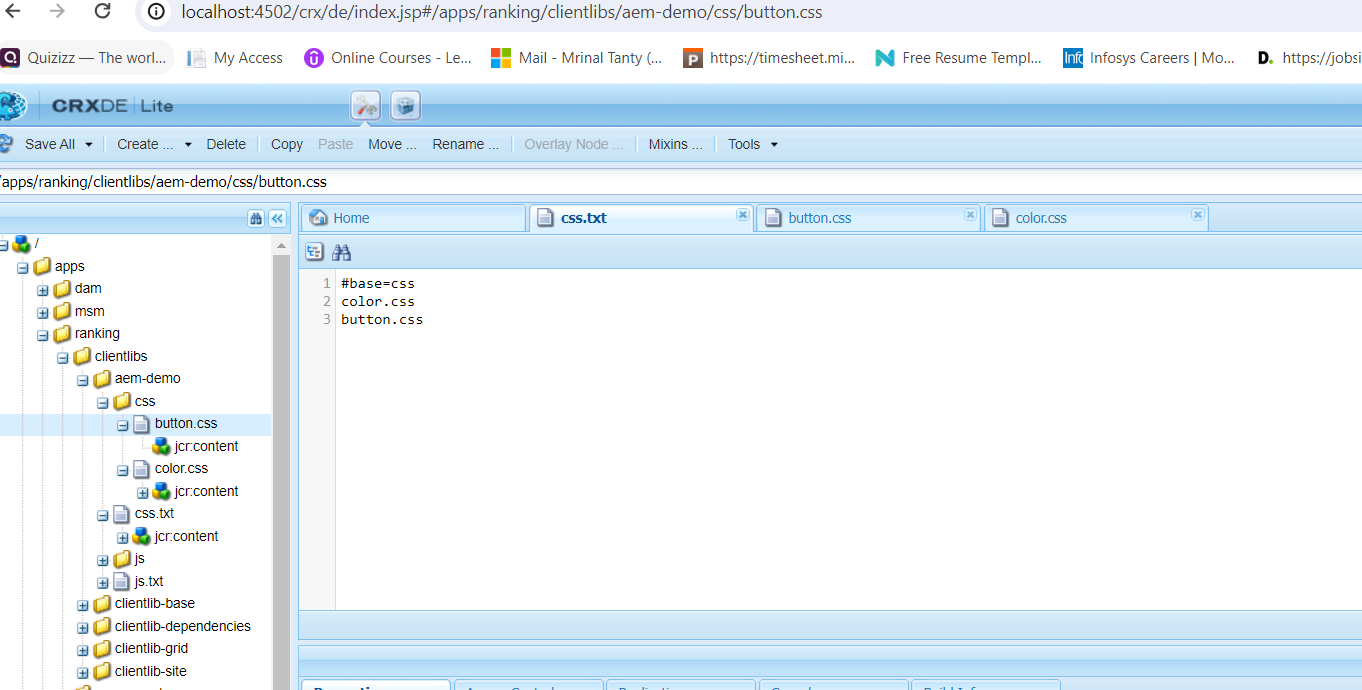 localhost:4502/crx/de/index.jsp#/apps/ranking/clientlibs/aem-demo/css/button.css
Quizizz — The worl... My Access Online Courses - Le... Mail - Mrinal Tanty (... https://timesheet.mi... Free Resume Templ... Infosys Careers | Mo... D. https://jobsi
CRXDE | Lite
Save All Create ... Delete Copy Paste Move ... Rename ... Overlay Node ... Mixins ... Tools
/apps/ranking/clientlibs/aem-demo/css/button.css
Home css.txt button.css color.css
/
apps
dam
msm
ranking
clientlibs
aem-demo
css
button.css
jcr:content
color.css
jcr:content
css.txt
jcr:content
js
js.txt
clientlib-base
clientlib-dependencies
clientlib-grid
clientlib-site
1 #base=css
2 color.css
3 button.css